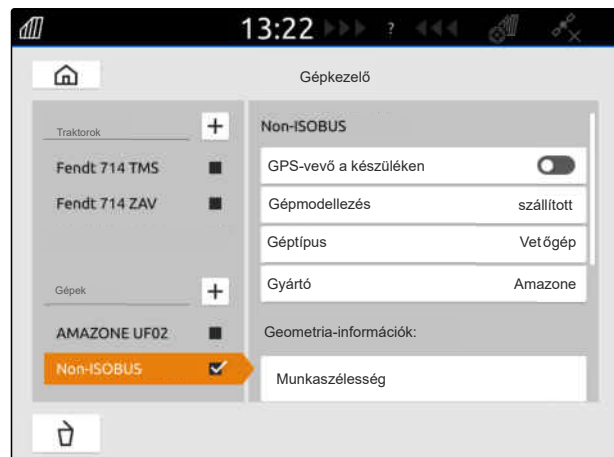 13:22 ?
Gépkezelő
Traktorok +
Fendt 714 TMS
Fendt 714 ZAV
Gépek +
AMAZONE UF02
Non-ISOBUS
Non-ISOBUS
GPS-vevő a készüléken
Gépmodellezés szállított
Géptípus Vetőgép
Gyártó Amazone
Geometria-információk:
Munkaszélesség